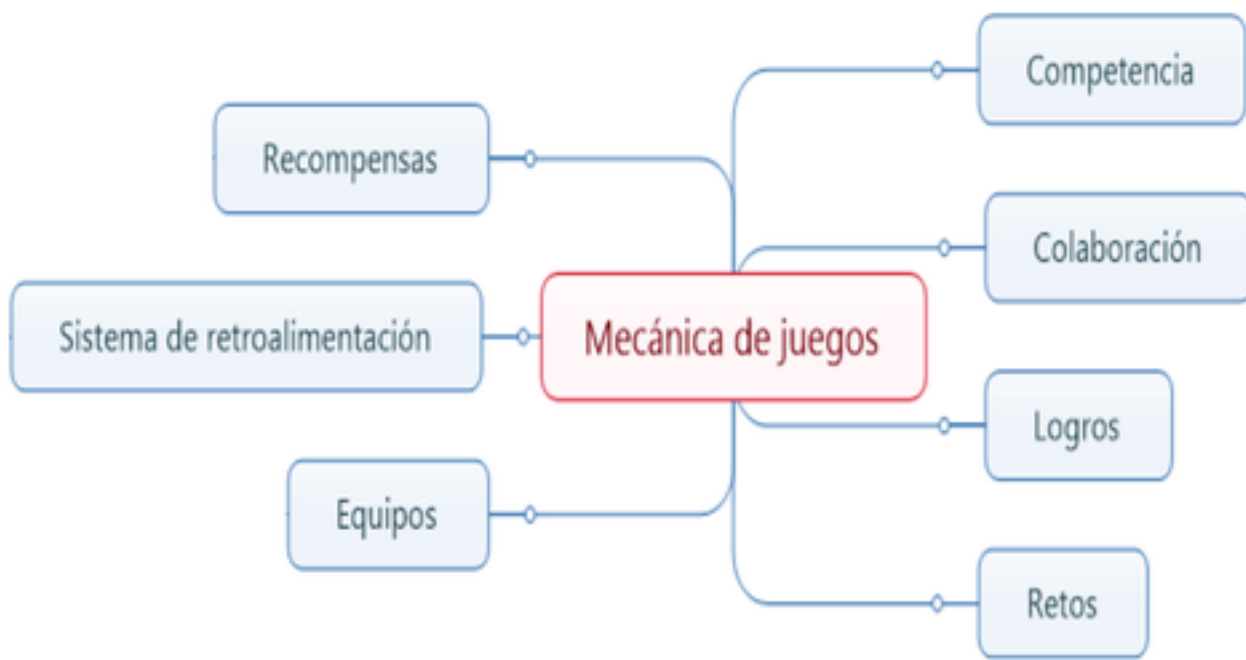 Competencia
Recompensas
Colaboración
Sistema de retroalimentación
Mecánica de juegos
Logros
Equipos
Retos